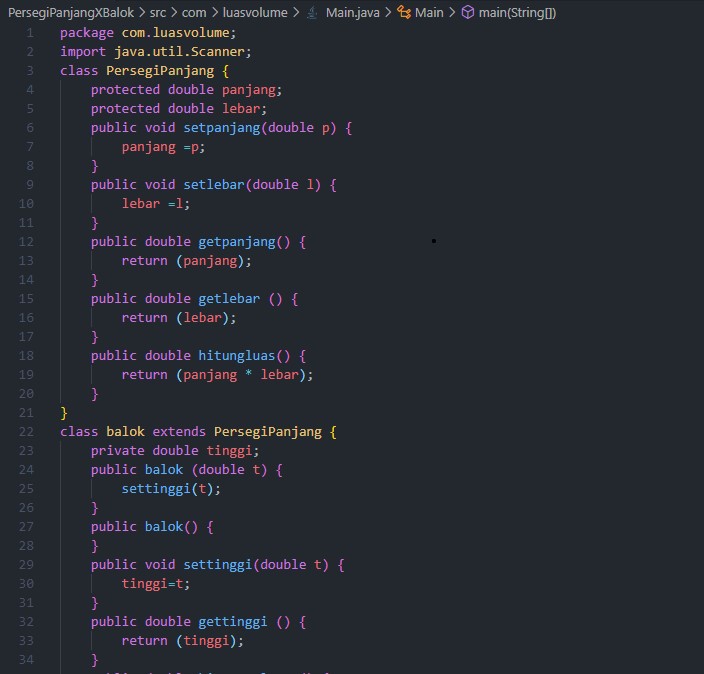 PersegiPanjangXBalok > src > com > luasvolume > Main.java > Main > main(String[])
1 package com.luasvolume;
2 import java.util.Scanner;
3 class PersegiPanjang {
4 protected double panjang;
5 protected double lebar;
6 public void setpanjang(double p) {
7 panjang =p;
8 }
9 public void setlebar(double l) {
10 lebar =l;
11 }
12 public double getpanjang() {
13 return (panjang);
14 }
15 public double getlebar () {
16 return (lebar);
17 }
18 public double hitungluas() {
19 return (panjang * lebar);
20 }
21 }
22 class balok extends PersegiPanjang {
23 private double tinggi;
24 public balok (double t) {
25 settinggi(t);
26 }
27 public balok() {
28 }
29 public void settinggi(double t) {
30 tinggi=t;
31 }
32 public double gettinggi () {
33 return (tinggi);
34 }